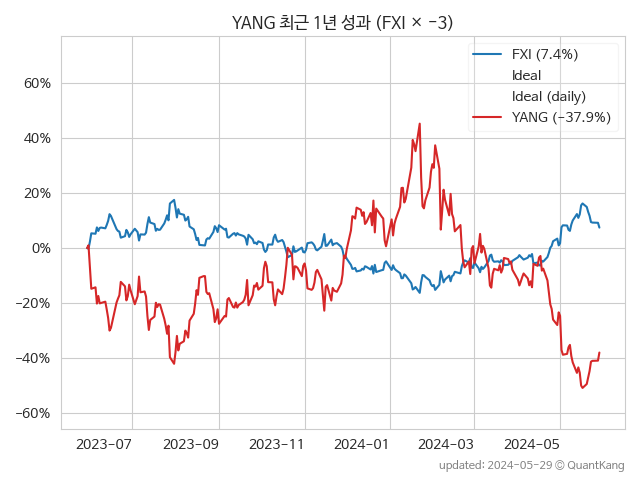 YANG 최근 1년 성과 (FXI × −3)
FXI (7.4%)
Ideal
Ideal (daily)
YANG (−37.9%)
60%
40%
20%
0%
−20%
−40%
−60%
2023-07 2023-09 2023-11 2024-01 2024-03 2024-05
updated: 2024-05-29 © QuantKang